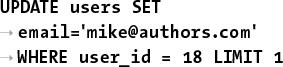 UPDATE users SET
→ email='mike@authors.com'
→ WHERE user_id = 18 LIMIT 1